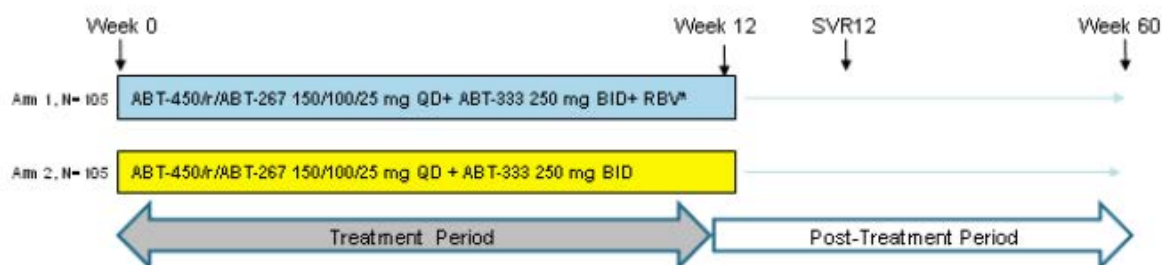 Week 0 Week 12 SVR12 Week 60
Arm 1, N= 105 ABT-450/r/ABT-267 150/100/25 mg QD+ ABT-333 250 mg BID+ RBV*
Arm 2, N= 105 ABT-450/r/ABT-267 150/100/25 mg QD + ABT-333 250 mg BID
Treatment Period Post-Treatment Period